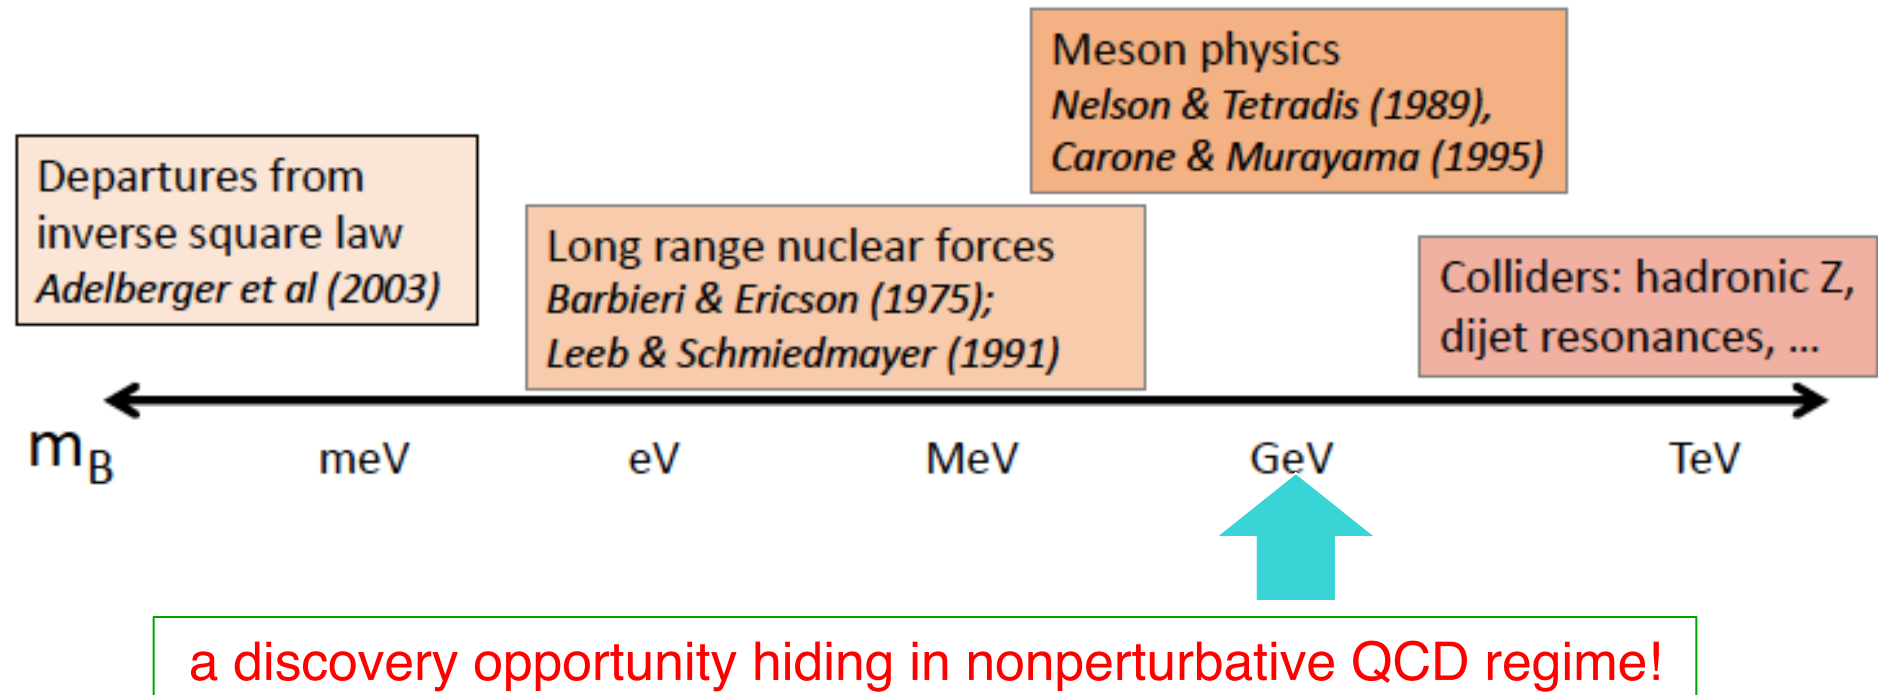 Meson physics
Nelson & Tetradis (1989),
Carone & Murayama (1995)
Departures from
inverse square law
Adelberger et al (2003)
Long range nuclear forces
Barbieri & Ericson (1975);
Leeb & Schmiedmayer (1991)
Colliders: hadronic Z,
dijet resonances, ...
mB meV eV MeV GeV TeV
a discovery opportunity hiding in nonperturbative QCD regime!